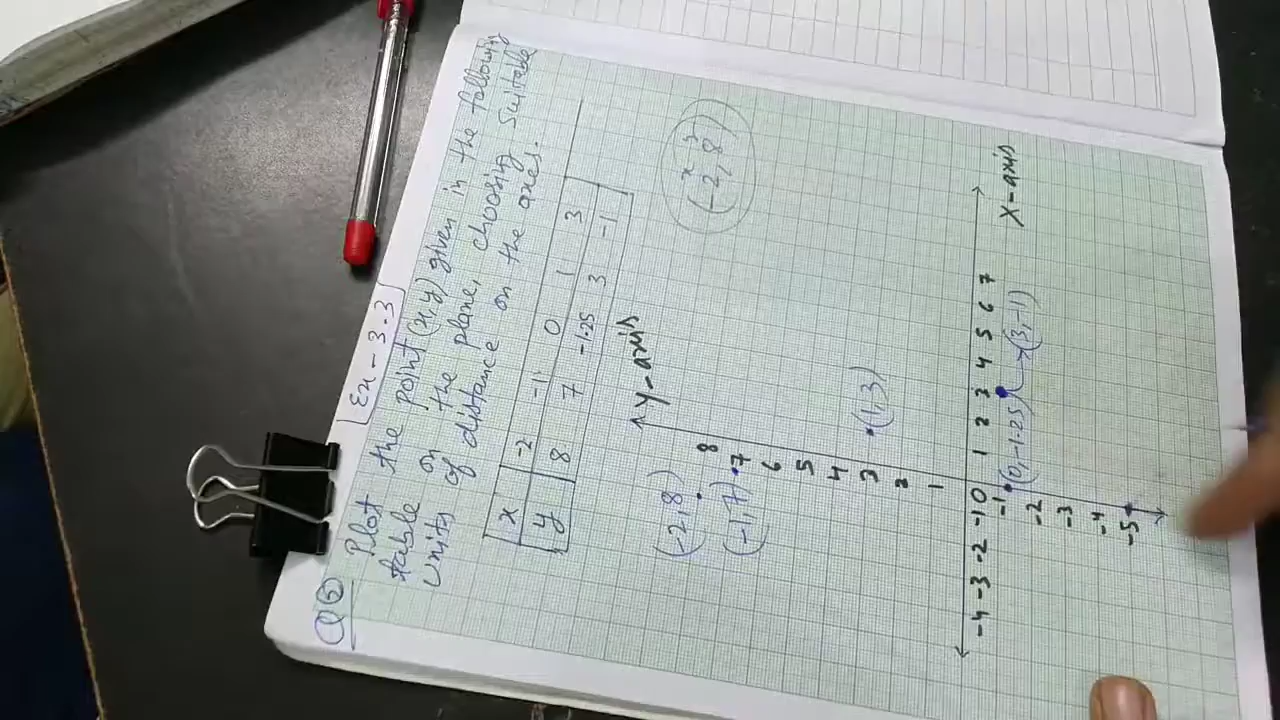 Ex-3.3
Q② Plot the point (x,y) given in the following
table on the plane, choosing suitable
units of distance on the axes.
x -2 -1 0 1 3
y 8 7 -1.25 3 -1
x y
(-2, 8)
Y-axis
(-2,8)
8
(-1,7)
7
6
5
4
3
(1,3)
2
1
-4 -3 -2 -1 0 1 2 3 4 5 6 7
X-axis
-1
(0,-1.25)
(3,-1)
-2
-3
-4
-5